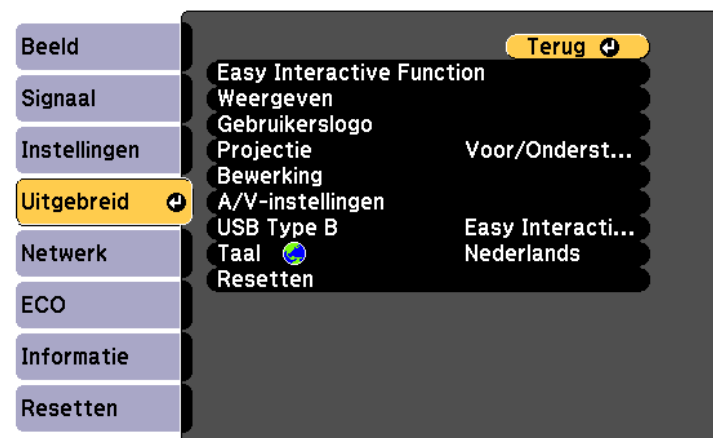 Beeld
Signaal
Instellingen
Uitgebreid
Netwerk
ECO
Informatie
Resetten
Terug
Easy Interactive Function
Weergeven
Gebruikerslogo
Projectie Voor/Onderst...
Bewerking
A/V-instellingen
USB Type B Easy Interacti...
Taal Nederlands
Resetten